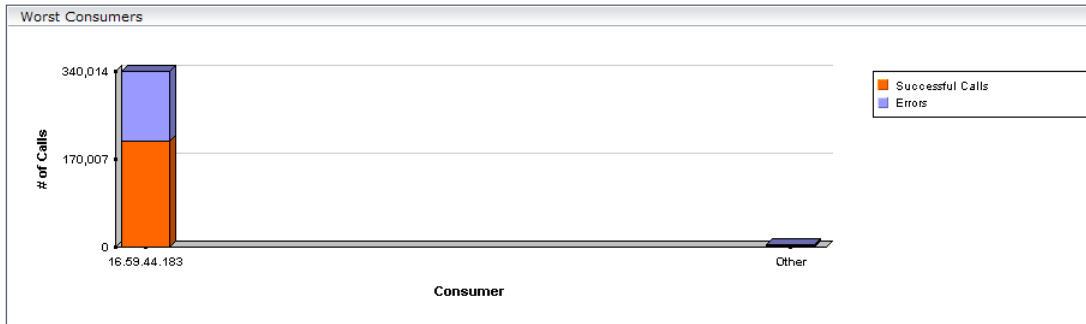 Worst Consumers
340,014
170,007
0
# of Calls
16.59.44.183
Other
Consumer
Successful Calls
Errors